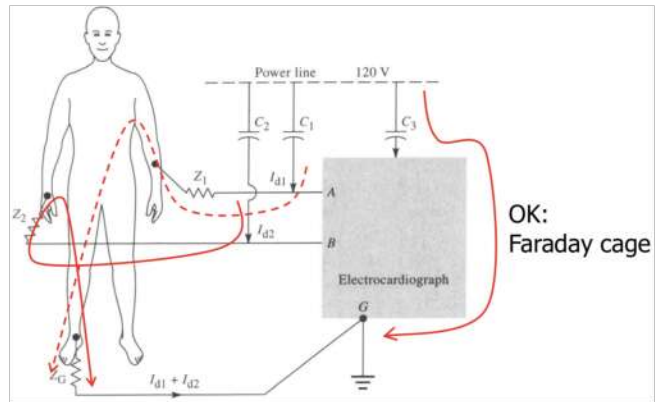 Power line 120 V
C2
C1
C3
Z1
Id1
A
Z2
Id2
B
OK:
Faraday cage
Electrocardiograph
G
ZG
Id1 + Id2